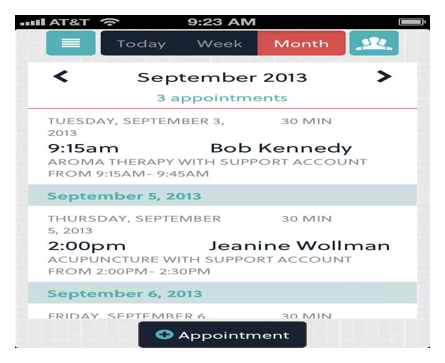 AT&T 9:23 AM
Today Week Month
September 2013
3 appointments
TUESDAY, SEPTEMBER 3, 30 MIN
2013
9:15am Bob Kennedy
AROMA THERAPY WITH SUPPORT ACCOUNT
FROM 9:15AM- 9:45AM
September 5, 2013
THURSDAY, SEPTEMBER 30 MIN
5, 2013
2:00pm Jeanine Wollman
ACUPUNCTURE WITH SUPPORT ACCOUNT
FROM 2:00PM- 2:30PM
September 6, 2013
FRIDAY, SEPTEMBER 6, 30 MIN
Appointment